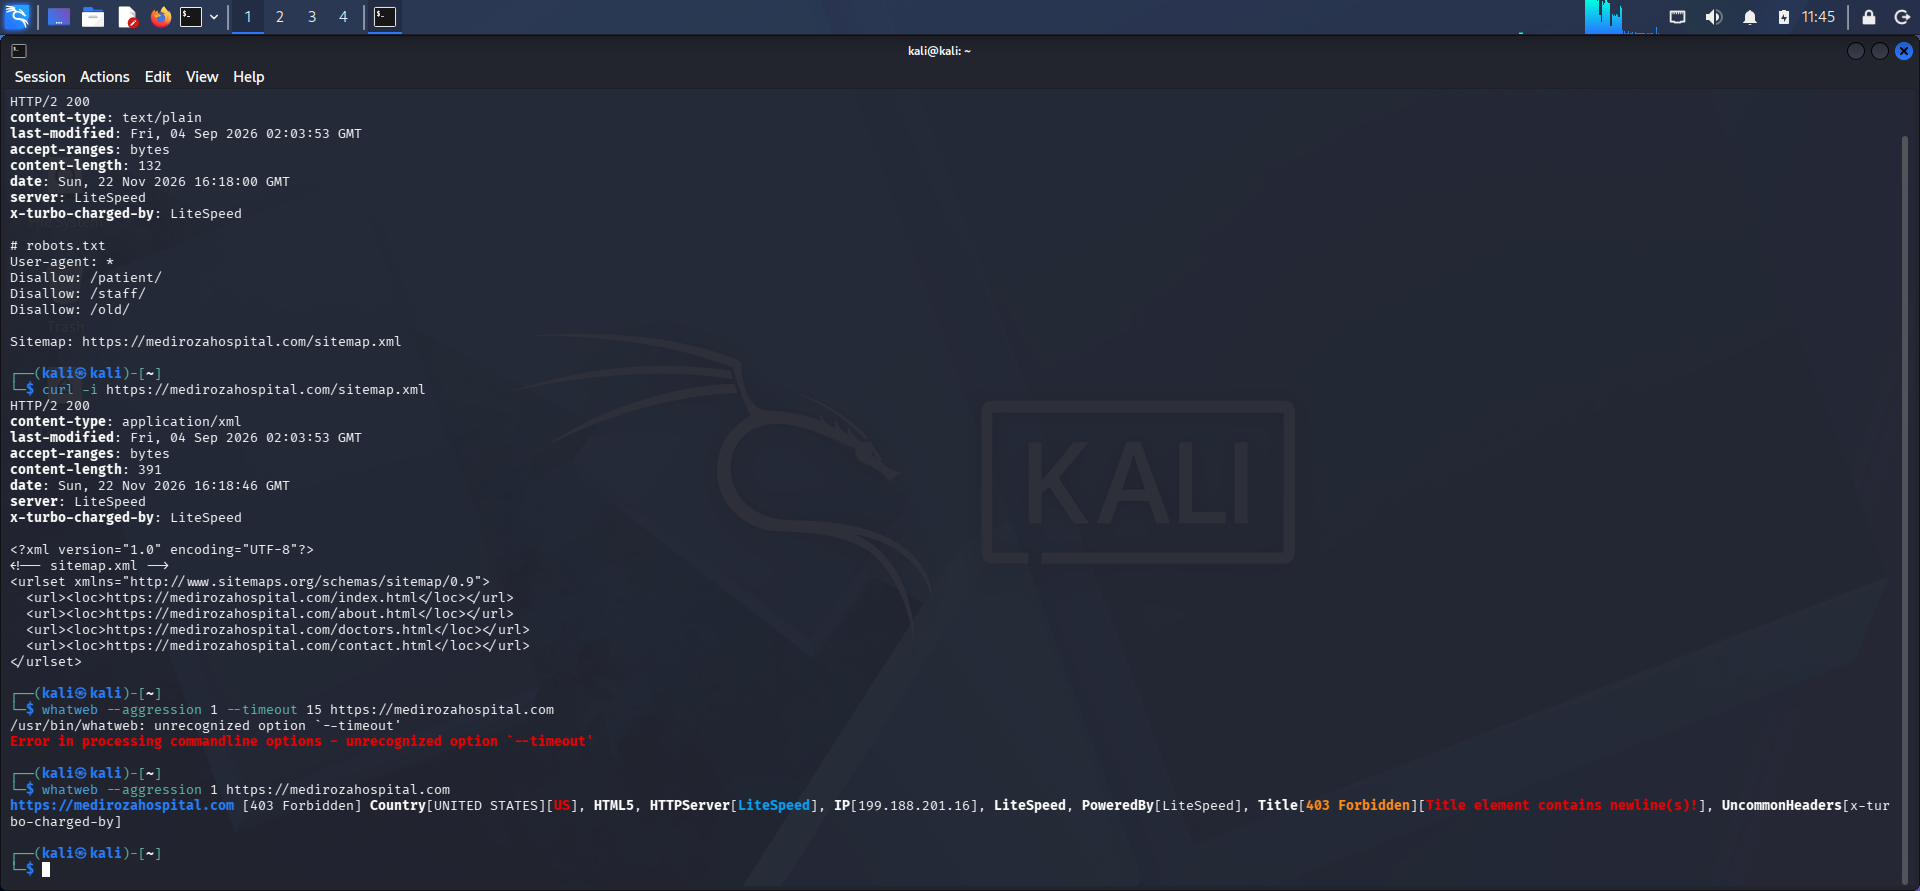 1 2 3 4 11:45
kali@kali: ~
Session Actions Edit View Help
HTTP/2 200
content-type: text/plain
last-modified: Fri, 04 Sep 2026 02:03:53 GMT
accept-ranges: bytes
content-length: 132
date: Sun, 22 Nov 2026 16:18:00 GMT
server: LiteSpeed
x-turbo-charged-by: LiteSpeed
# robots.txt
User-agent: *
Disallow: /patient/
Disallow: /staff/
Disallow: /old/
Trash
Sitemap: https://medirozahospital.com/sitemap.xml
┌──(kali㉿kali)-[~]
└─$ curl -i https://medirozahospital.com/sitemap.xml
HTTP/2 200
content-type: application/xml
last-modified: Fri, 04 Sep 2026 02:03:53 GMT
accept-ranges: bytes
content-length: 391
date: Sun, 22 Nov 2026 16:18:46 GMT
server: LiteSpeed
x-turbo-charged-by: LiteSpeed
<?xml version="1.0" encoding="UTF-8"?>
<!-- sitemap.xml -->
<urlset xmlns="http://www.sitemaps.org/schemas/sitemap/0.9">
  <url><loc>https://medirozahospital.com/index.html</loc></url>
  <url><loc>https://medirozahospital.com/about.html</loc></url>
  <url><loc>https://medirozahospital.com/doctors.html</loc></url>
  <url><loc>https://medirozahospital.com/contact.html</loc></url>
</urlset>
┌──(kali㉿kali)-[~]
└─$ whatweb --aggression 1 --timeout 15 https://medirozahospital.com
/usr/bin/whatweb: unrecognized option `--timeout'
Error in processing commandline options - unrecognized option `--timeout'
┌──(kali㉿kali)-[~]
└─$ whatweb --aggression 1 https://medirozahospital.com
https://medirozahospital.com [403 Forbidden] Country[UNITED STATES][US], HTML5, HTTPServer[LiteSpeed], IP[199.188.201.16], LiteSpeed, PoweredBy[LiteSpeed], Title[403 Forbidden][Title element contains newline(s)!], UncommonHeaders[x-tur
bo-charged-by]
┌──(kali㉿kali)-[~]
└─$
KALI